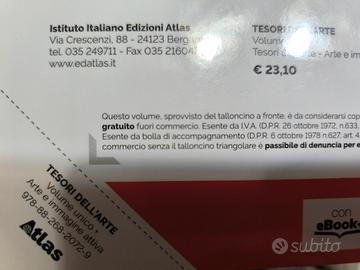 Istituto Italiano Edizioni Atlas
Via Crescenzi, 88 - 24123
tel. 035 249711 - Fax 035
www.edatlas.it
TESORI DELL'ARTE
Volume
Tesori - Arte e
€ 23,10
Questo volume, sprovvisto del talloncino a fronte, è da considerarsi
gratuito fuori commercio. Esente da I.V.A. (D.P.R. 26 ottobre 1972, n.633,
Esente da bolla di accompagnamento (D.P.R. 6 ottobre 1978 n.627, art. 4
commercio senza il talloncino triangolare è passibile di denuncia per
TESORI DELL'ARTE
Volume unico +
Arte e immagine attiva
978-88-268-2072-9
Atlas
con
eBook+
subito